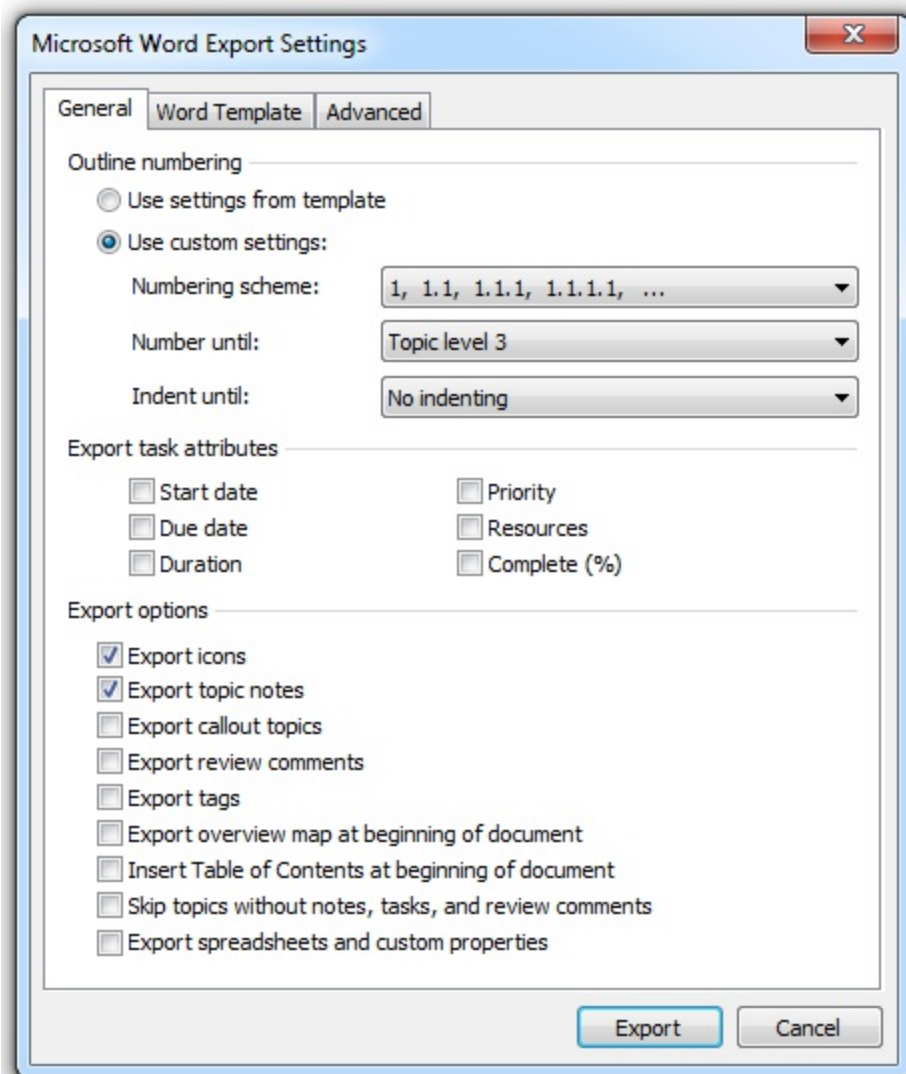 Microsoft Word Export Settings
General Word Template Advanced
Outline numbering
Use settings from template
Use custom settings:
Numbering scheme: 1, 1.1, 1.1.1, 1.1.1.1, ...
Number until: Topic level 3
Indent until: No indenting
Export task attributes
Start date Priority
Due date Resources
Duration Complete (%)
Export options
Export icons
Export topic notes
Export callout topics
Export review comments
Export tags
Export overview map at beginning of document
Insert Table of Contents at beginning of document
Skip topics without notes, tasks, and review comments
Export spreadsheets and custom properties
Export Cancel